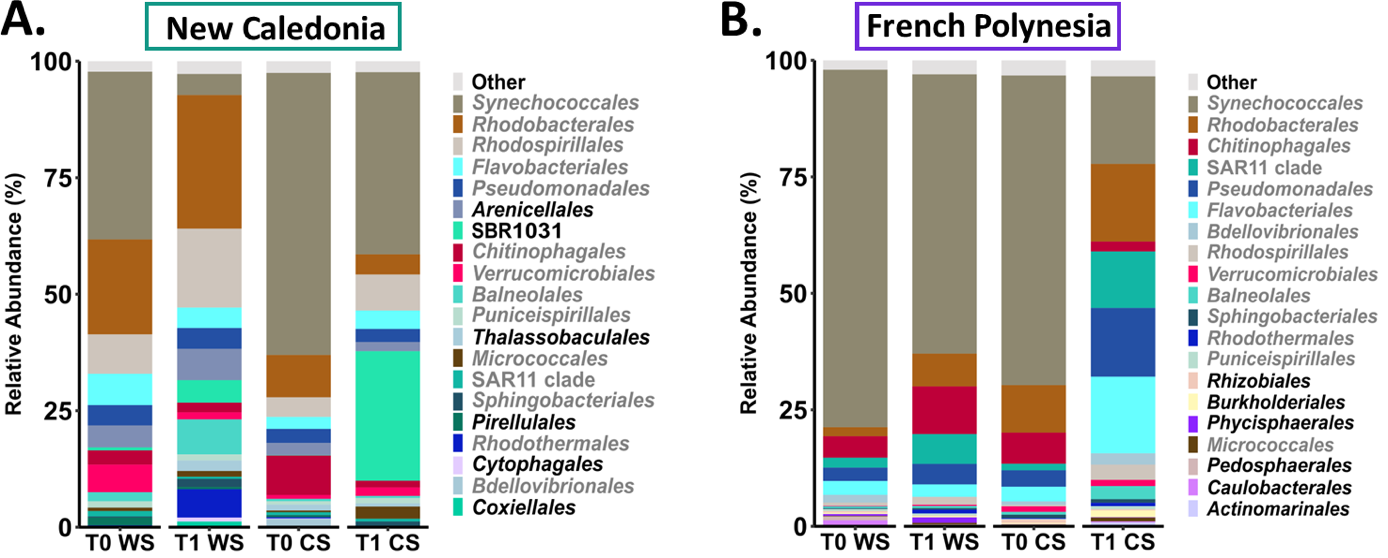 A.
New Caledonia
Relative Abundance (%)
100
75
50
25
0
T0 WS
T1 WS
T0 CS
T1 CS
Other
Synechococcales
Rhodobacterales
Rhodospirillales
Flavobacteriales
Pseudomonadales
Arenicellales
SBR1031
Chitinophagales
Verrucomicrobiales
Balneolales
Puniceispirillales
Thalassobaculales
Micrococcales
SAR11 clade
Sphingobacteriales
Pirellulales
Rhodothermales
Cytophagales
Bdellovibrionales
Coxiellales
B.
French Polynesia
Relative Abundance (%)
100
75
50
25
0
T0 WS
T1 WS
T0 CS
T1 CS
Other
Synechococcales
Rhodobacterales
Chitinophagales
SAR11 clade
Pseudomonadales
Flavobacteriales
Bdellovibrionales
Rhodospirillales
Verrucomicrobiales
Balneolales
Sphingobacteriales
Rhodothermales
Puniceispirillales
Rhizobiales
Burkholderiales
Phycisphaerales
Micrococcales
Pedosphaerales
Caulobacterales
Actinomarinales